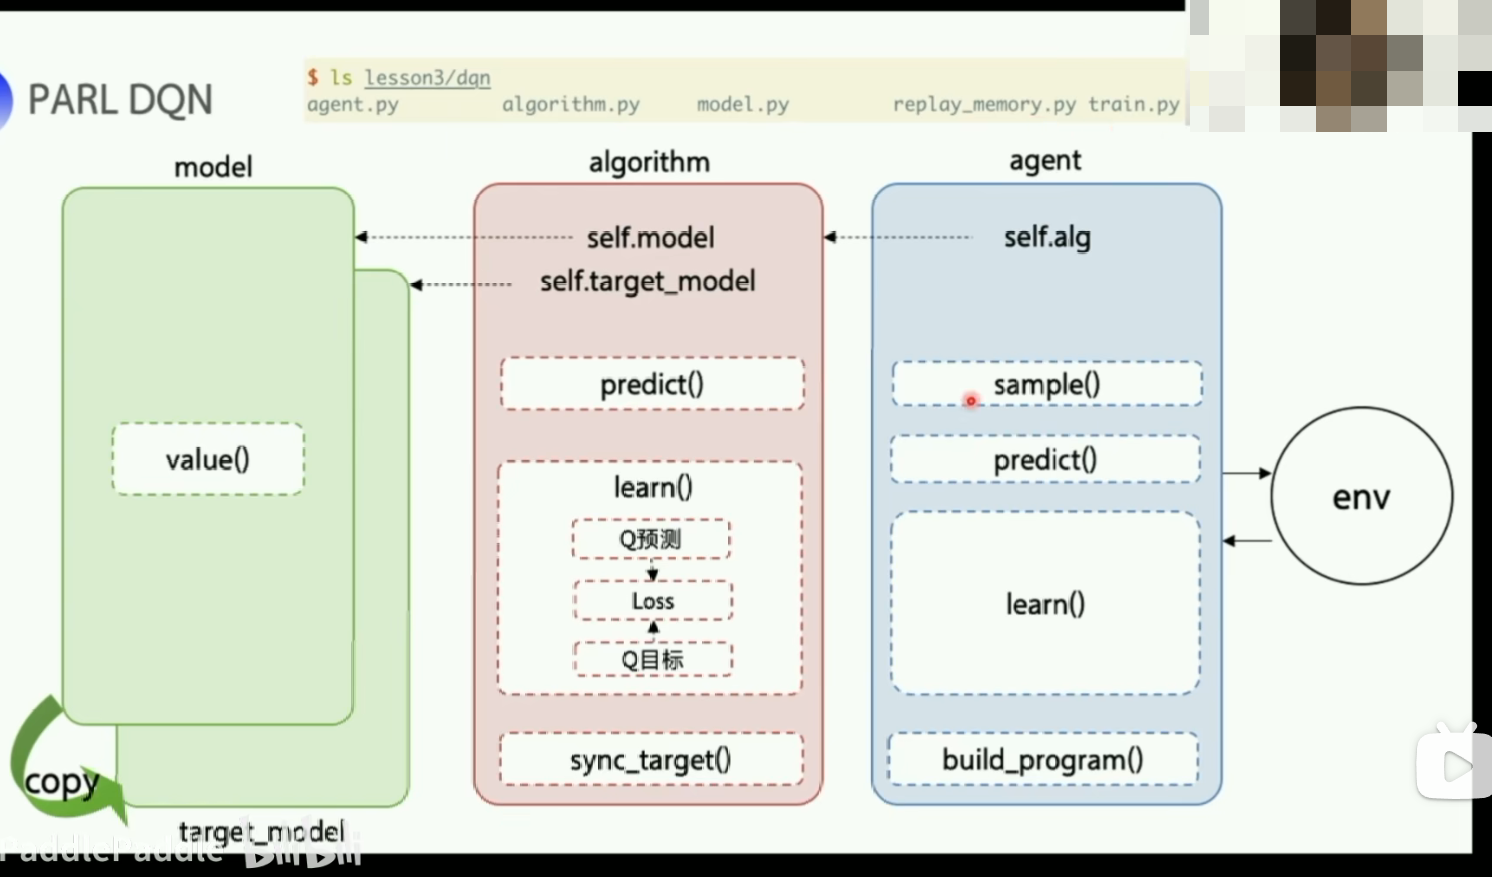 PARL DQN
$ ls lesson3/dqn
agent.py algorithm.py model.py replay_memory.py train.py
model
algorithm
agent
self.model
self.alg
self.target_model
predict()
sample()
value()
predict()
learn()
Q预测
Loss
Q目标
learn()
env
sync_target()
build_program()
copy
target_model
PaddlePaddle bilibili